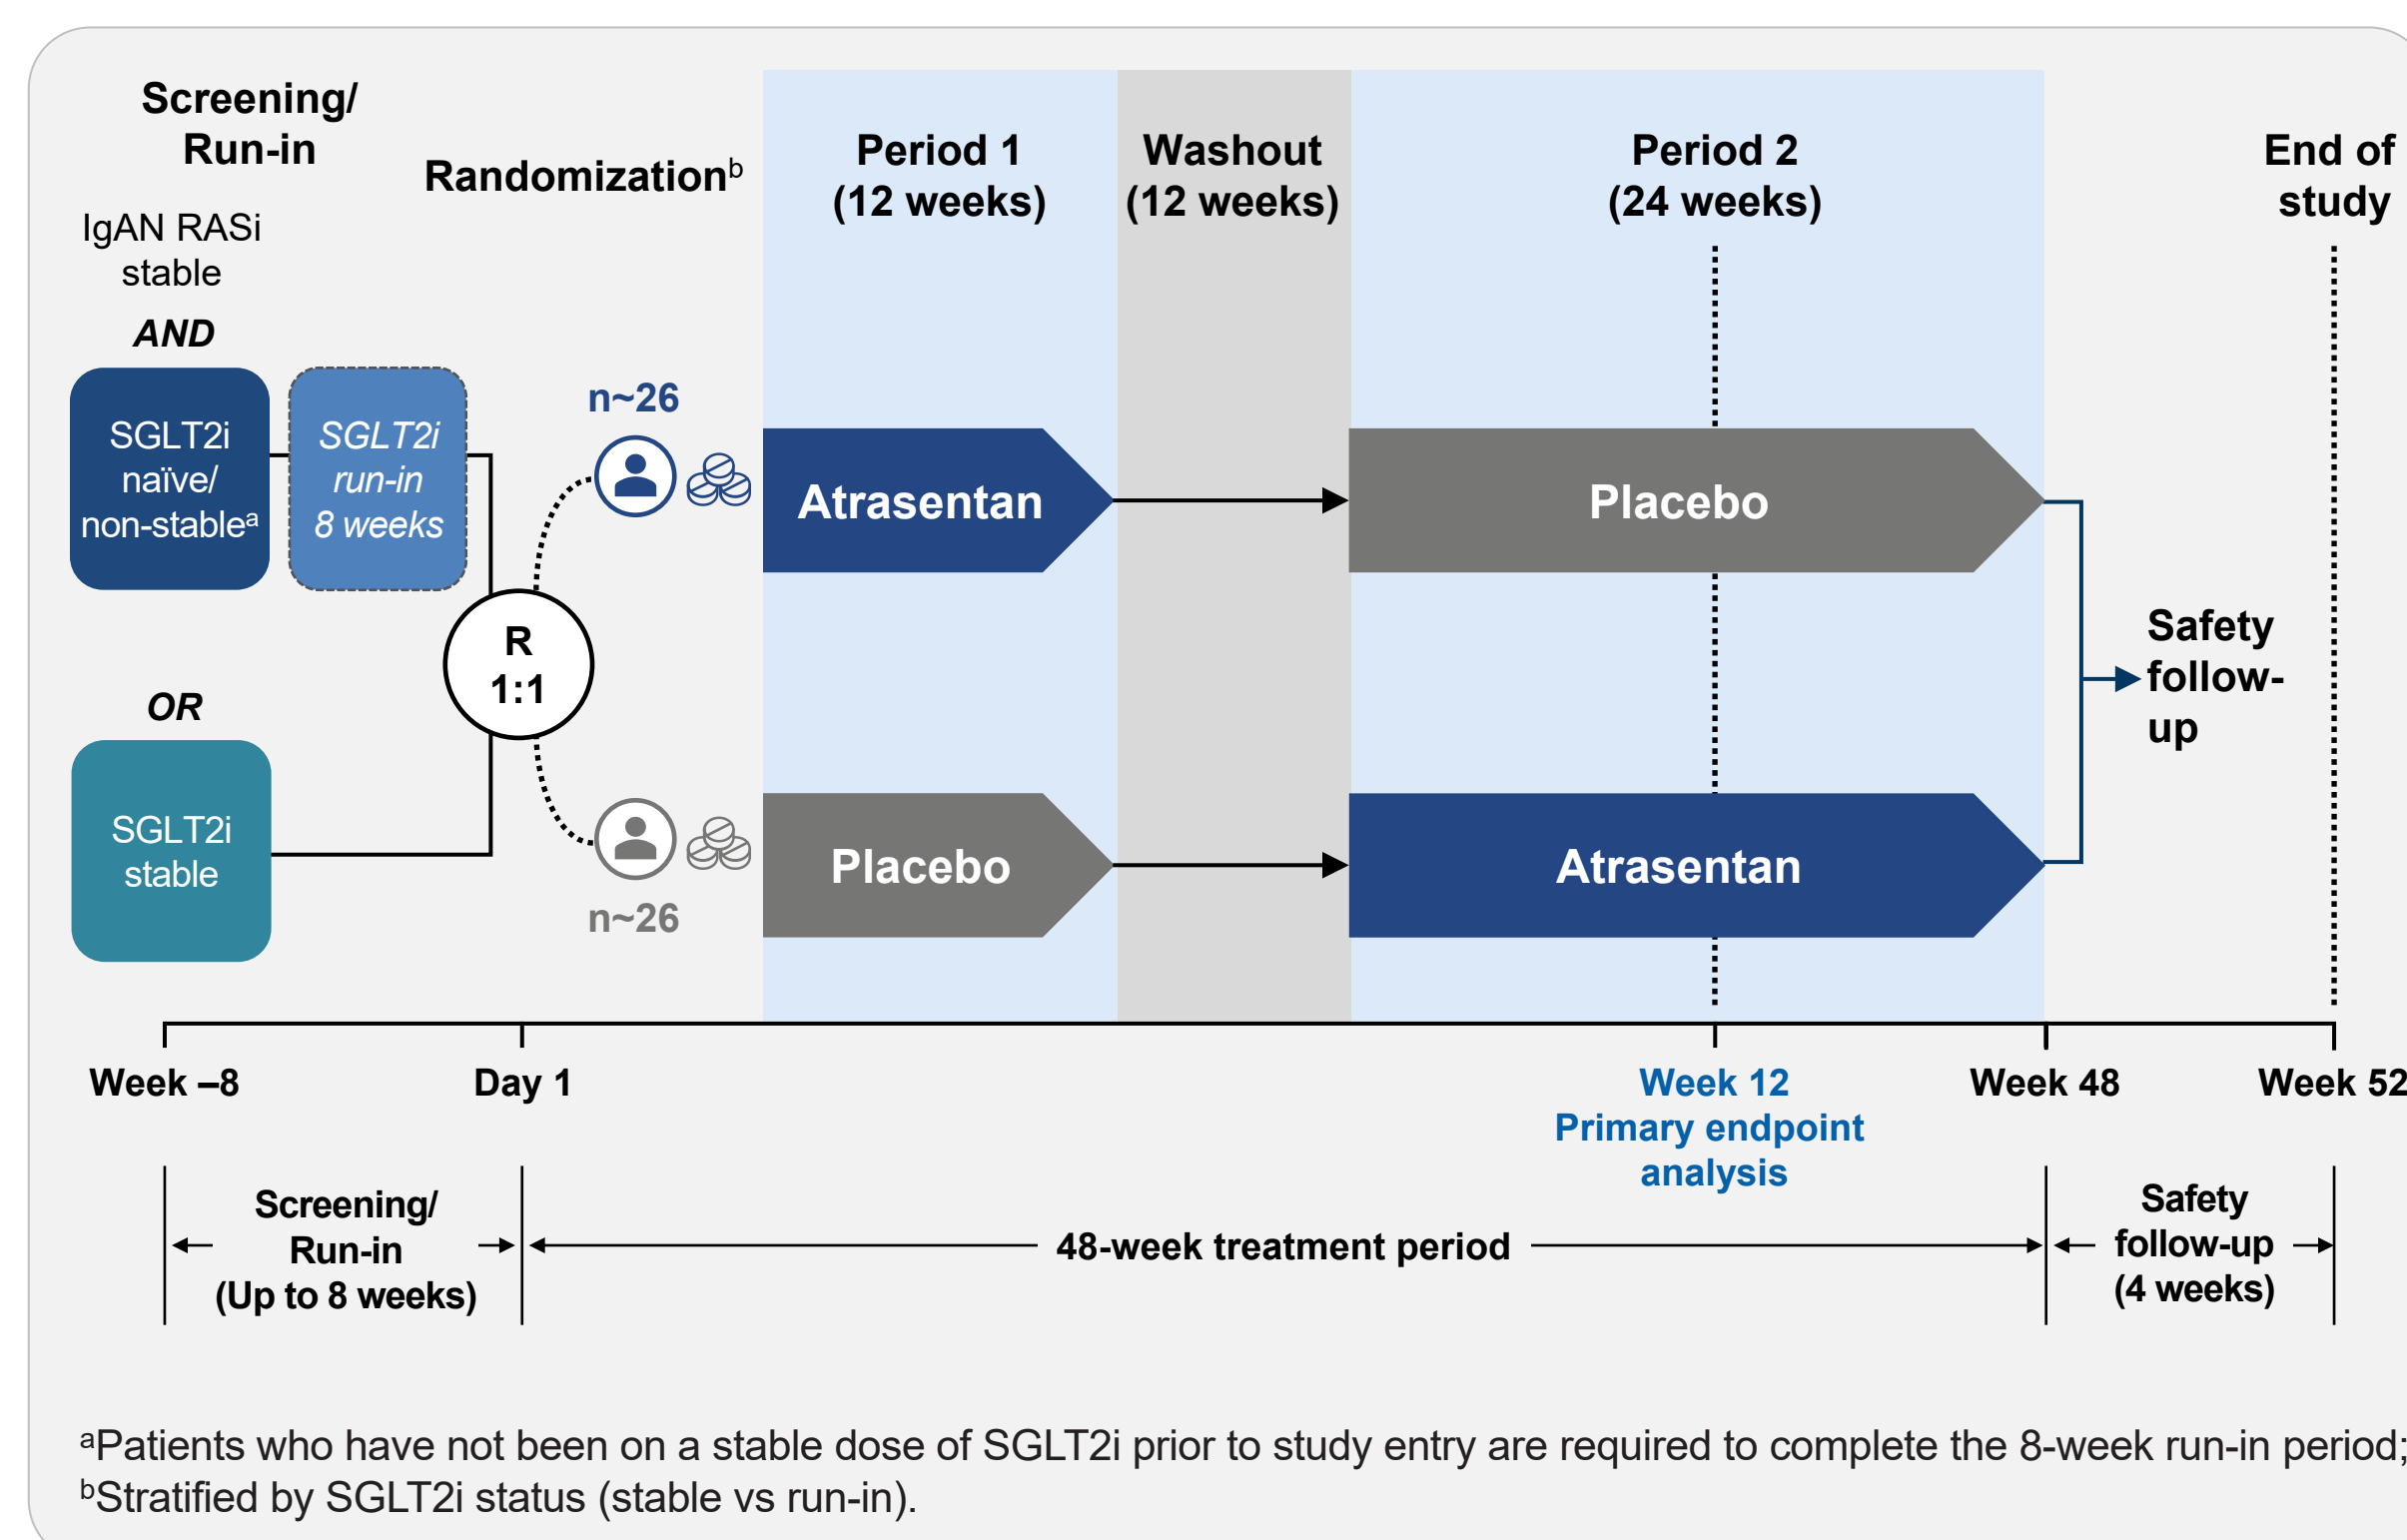 Screening/
Run-in
Randomizationᵇ
Period 1
(12 weeks)
Washout
(12 weeks)
Period 2
(24 weeks)
End of
study
IgAN RASi
stable
AND
SGLT2i
naïve/
non-stableᵃ
SGLT2i
run-in
8 weeks
OR
SGLT2i
stable
R
1:1
n~26
n~26
Atrasentan
Placebo
Placebo
Atrasentan
Safety
follow-
up
Week –8
Day 1
Week 12
Primary endpoint
analysis
Week 48
Week 52
Screening/
Run-in
(Up to 8 weeks)
48-week treatment period
Safety
follow-up
(4 weeks)
ᵃPatients who have not been on a stable dose of SGLT2i prior to study entry are required to complete the 8-week run-in period;
ᵇStratified by SGLT2i status (stable vs run-in).